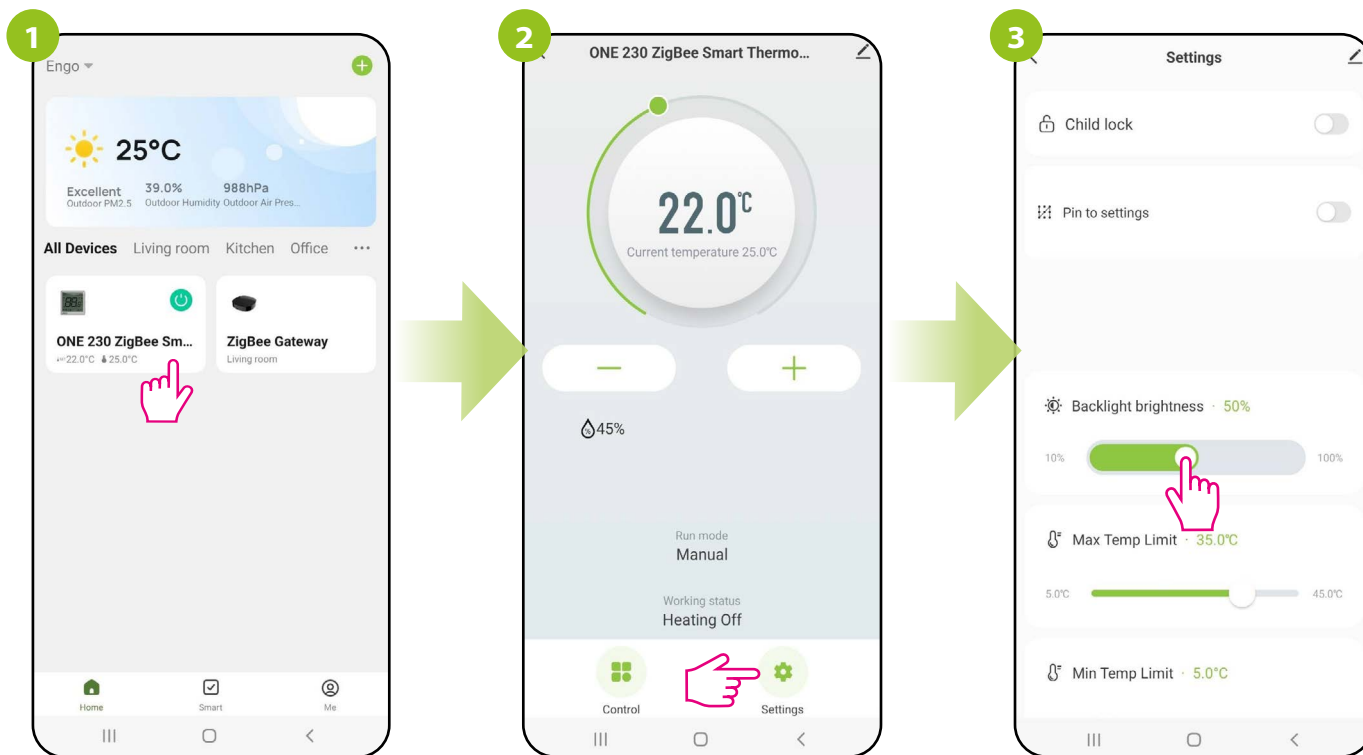 1
Engo
25°C
Excellent 39.0% 988hPa
Outdoor PM2.5 Outdoor Humidity Outdoor Air Pres...
All Devices Living room Kitchen Office ...
ONE 230 ZigBee Sm...
22.0°C 25.0°C
ZigBee Gateway
Living room
Home Smart Me
2
ONE 230 ZigBee Smart Thermo...
22.0°C
Current temperature 25.0°C
45%
Run mode
Manual
Working status
Heating Off
Control Settings
3
Settings
Child lock
Pin to settings
Backlight brightness · 50%
10% 100%
Max Temp Limit · 35.0°C
5.0°C 45.0°C
Min Temp Limit · 5.0°C